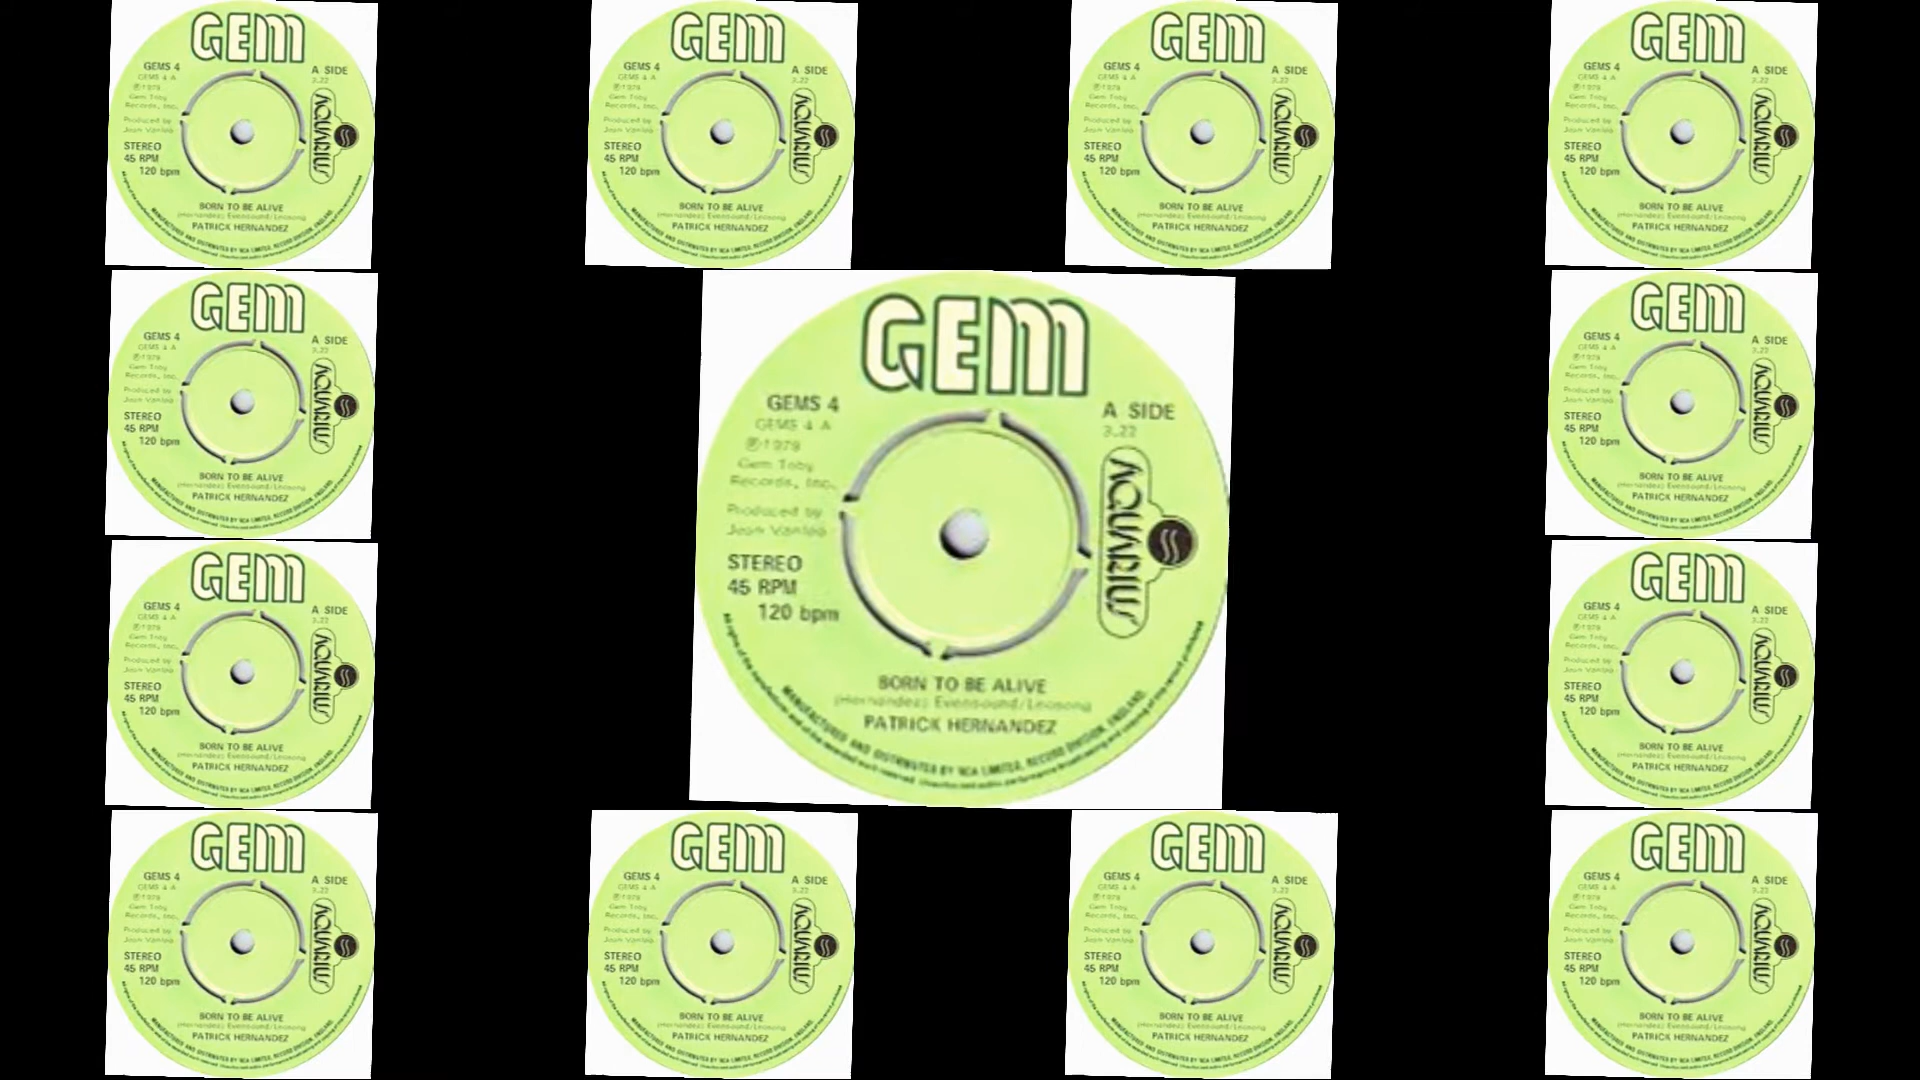 GEM
GEMS 4
GEMS 4 A
A SIDE
3.22
℗1979
Gem Toby
Records, Inc.
Produced by
Jean Vanloo
AQUARIUS
STEREO
45 RPM
120 bpm
BORN TO BE ALIVE
(Hernandez) Evensound/Leosong
PATRICK HERNANDEZ
MANUFACTURED AND DISTRIBUTED BY RCA LIMITED, RECORD DIVISION, ENGLAND.